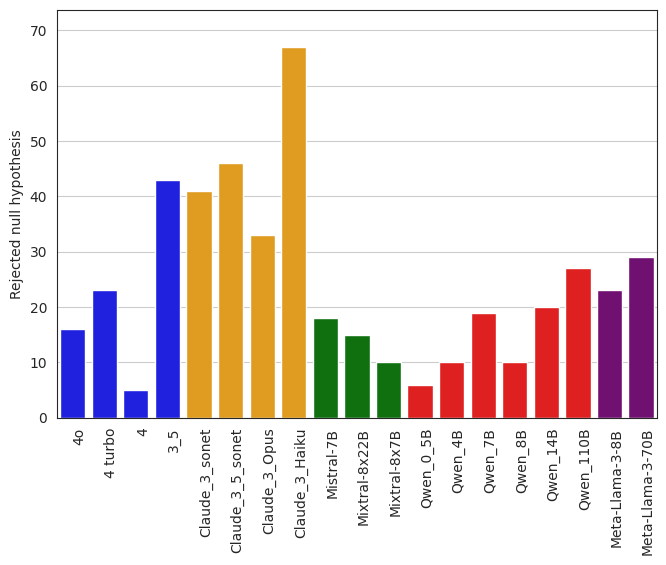 Rejected null hypothesis
70
60
50
40
30
20
10
0
4o
4 turbo
4
3_5
Claude_3_sonet
Claude_3_5_sonet
Claude_3_Opus
Claude_3_Haiku
Mistral-7B
Mixtral-8x22B
Mixtral-8x7B
Qwen_0_5B
Qwen_4B
Qwen_7B
Qwen_8B
Qwen_14B
Qwen_110B
Meta-Llama-3-8B
Meta-Llama-3-70B